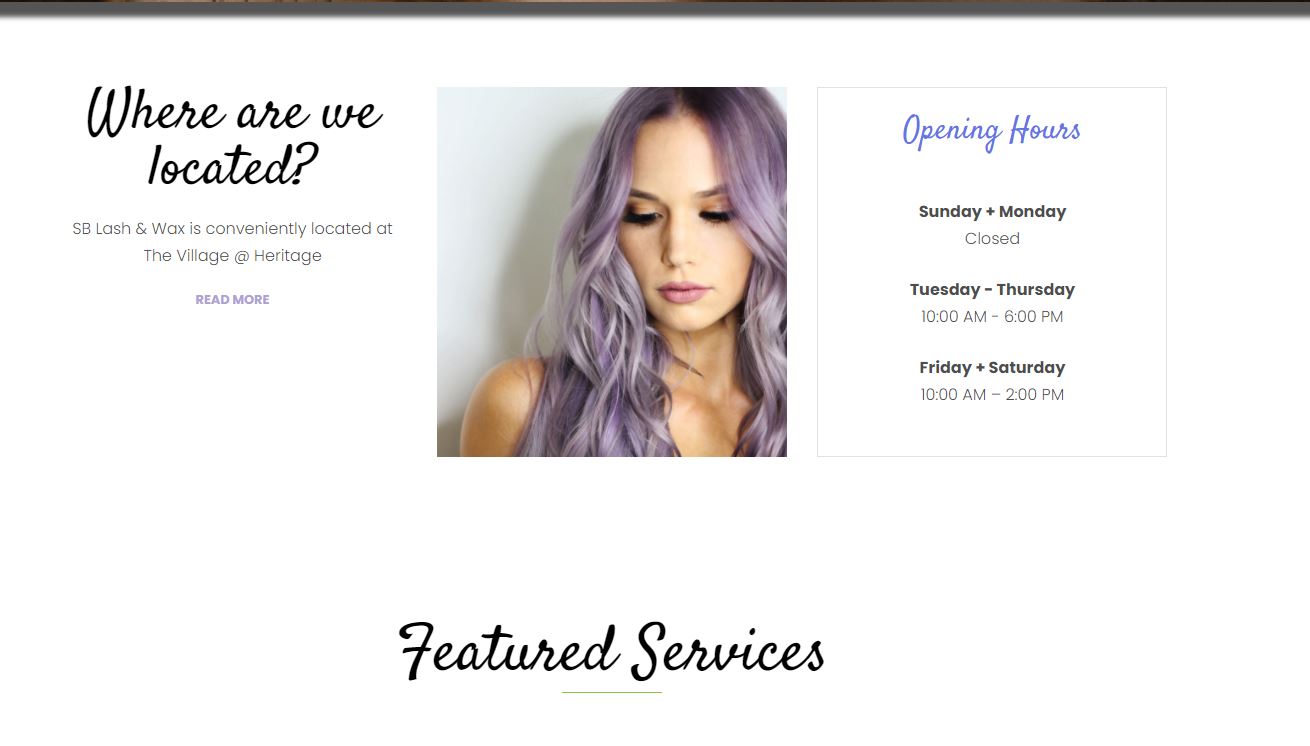 Where are we
located?
SB Lash & Wax is conveniently located at
The Village @ Heritage
READ MORE
Opening Hours
Sunday + Monday
Closed
Tuesday - Thursday
10:00 AM - 6:00 PM
Friday + Saturday
10:00 AM – 2:00 PM
Featured Services